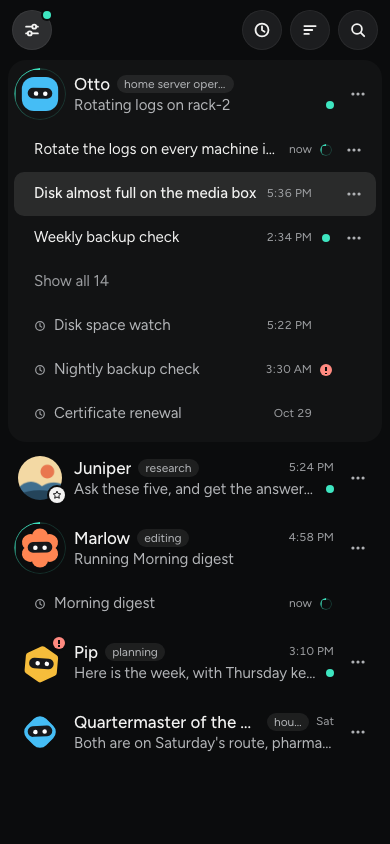 Otto home server oper...
Rotating logs on rack-2
Rotate the logs on every machine i... now
Disk almost full on the media box 5:36 PM
Weekly backup check 2:34 PM
Show all 14
Disk space watch 5:22 PM
Nightly backup check 3:30 AM
Certificate renewal Oct 29
Juniper research 5:24 PM
Ask these five, and get the answer...
Marlow editing 4:58 PM
Running Morning digest
Morning digest now
Pip planning 3:10 PM
Here is the week, with Thursday ke...
Quartermaster of the ... hou... Sat
Both are on Saturday's route, pharma...